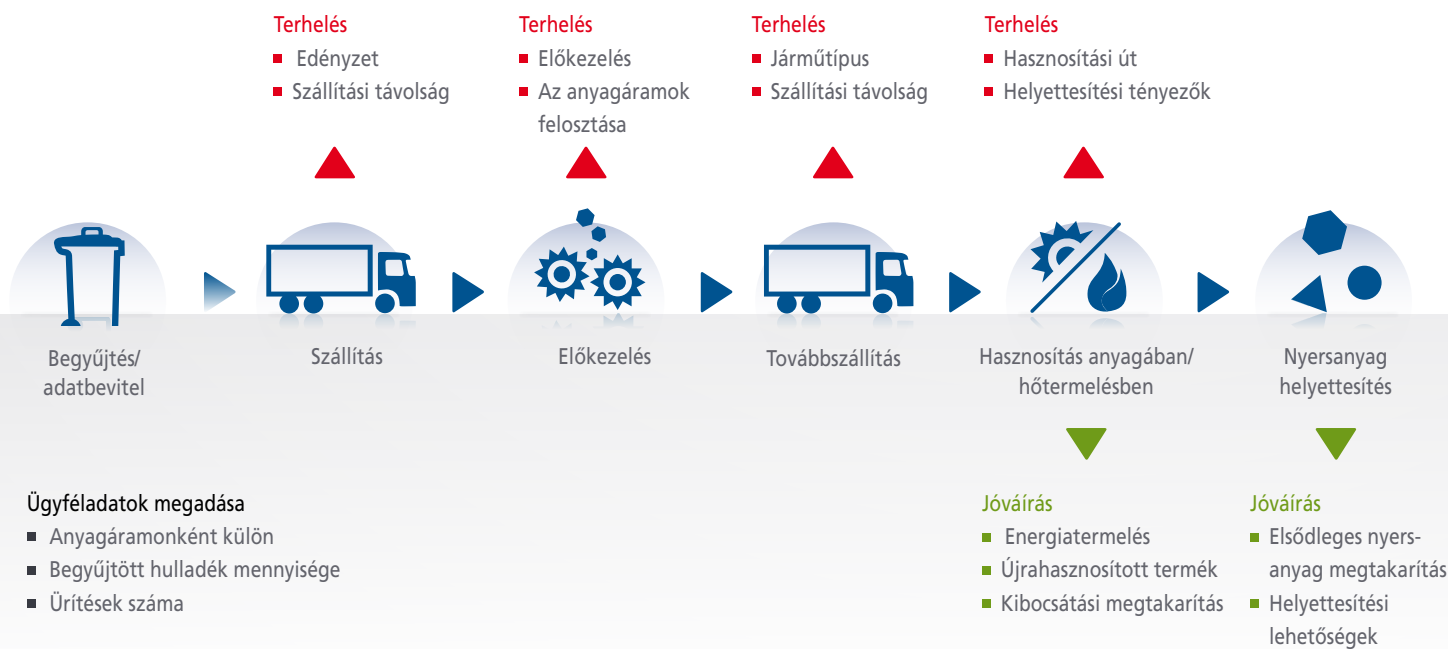 Terhelés
Edényzet
Szállítási távolság
Terhelés
Előkezelés
Az anyagáramok
felosztása
Terhelés
Járműtípus
Szállítási távolság
Terhelés
Hasznosítási út
Helyettesítési tényezők
Begyűjtés/
adatbevitel
Szállítás
Előkezelés
Továbbszállítás
Hasznosítás anyagában/
hőtermelésben
Nyersanyag
helyettesítés
Ügyféladatok megadása
Anyagáramonként külön
Begyűjtött hulladék mennyisége
Ürítések száma
Jóváírás
Energiatermelés
Újrahasznosított termék
Kibocsátási megtakarítás
Jóváírás
Elsődleges nyers-
anyag megtakarítás
Helyettesítési
lehetőségek